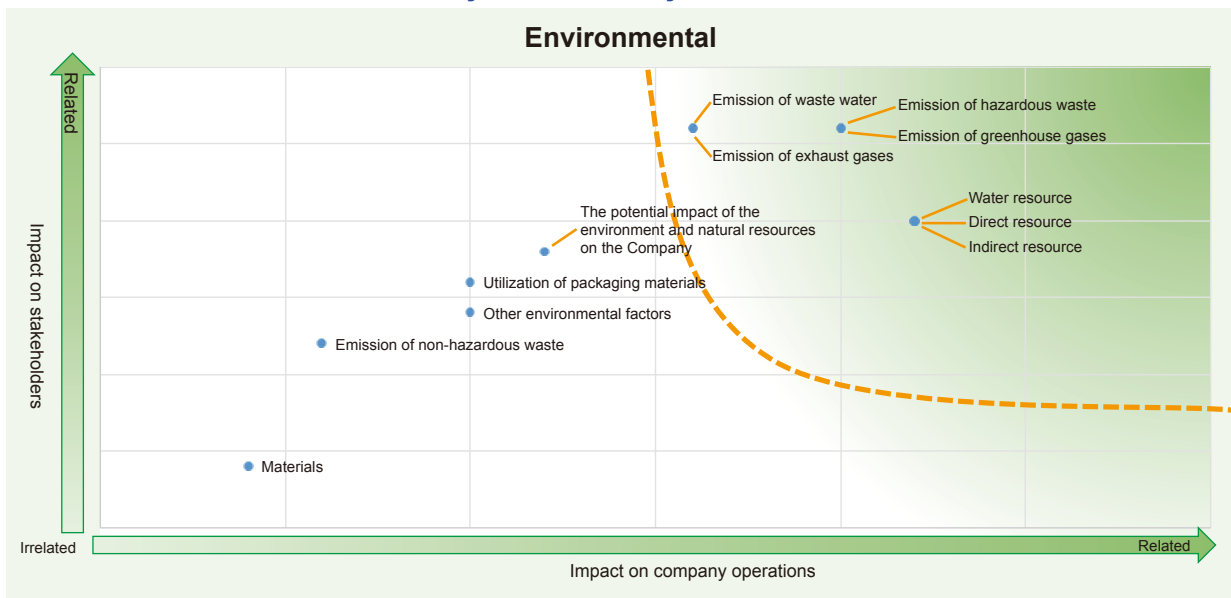 Environmental
Related
Impact on stakeholders
Emission of waste water
Emission of exhaust gases
Emission of hazardous waste
Emission of greenhouse gases
Water resource
Direct resource
Indirect resource
The potential impact of the
environment and natural resources
on the Company
Utilization of packaging materials
Other environmental factors
Emission of non-hazardous waste
Materials
Irrelated
Related
Impact on company operations